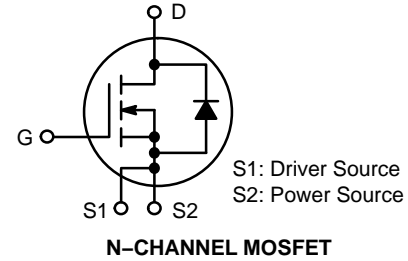 D
G
S1: Driver Source
S2: Power Source
S1
S2
N–CHANNEL MOSFET